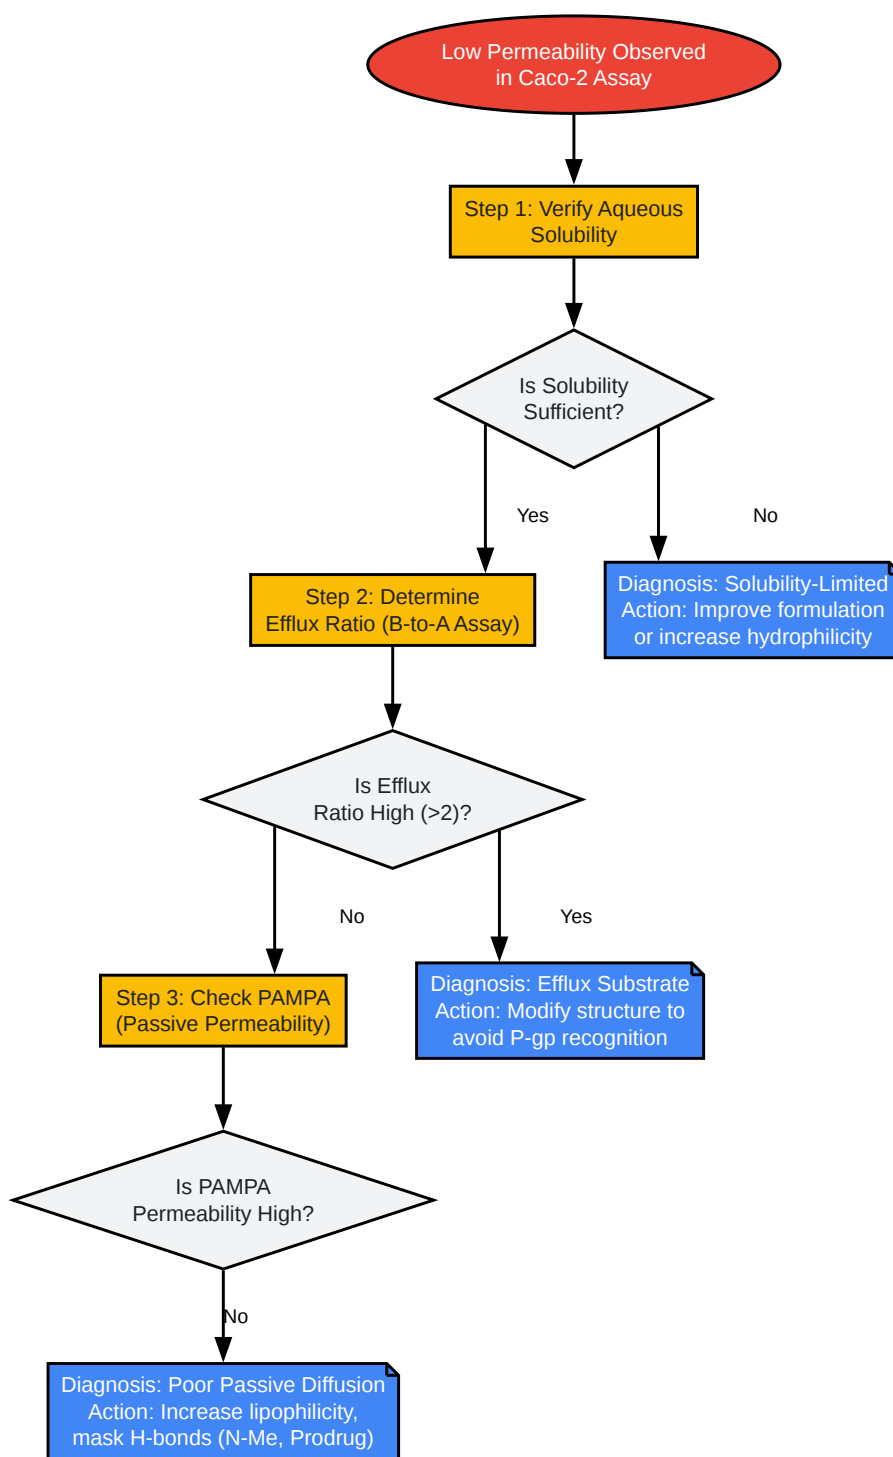 Low Permeability Observed
in Caco-2 Assay
Step 1: Verify Aqueous
Solubility
Is Solubility
Sufficient?
Yes
No
Step 2: Determine
Efflux Ratio (B-to-A Assay)
Diagnosis: Solubility-Limited
Action: Improve formulation
or increase hydrophilicity
Is Efflux
Ratio High (>2)?
No
Yes
Step 3: Check PAMPA
(Passive Permeability)
Diagnosis: Efflux Substrate
Action: Modify structure to
avoid P-gp recognition
Is PAMPA
Permeability High?
No
Diagnosis: Poor Passive Diffusion
Action: Increase lipophilicity,
mask H-bonds (N-Me, Prodrug)